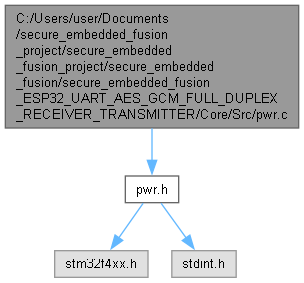 C:/Users/user/Documents
/secure_embedded_fusion
_project/secure_embedded
_fusion_project/secure_embedded
_fusion/secure_embedded_fusion
_ESP32_UART_AES_GCM_FULL_DUPLEX
_RECEIVER_TRANSMITTER/Core/Src/pwr.c
pwr.h
stm32f4xx.h
stdint.h